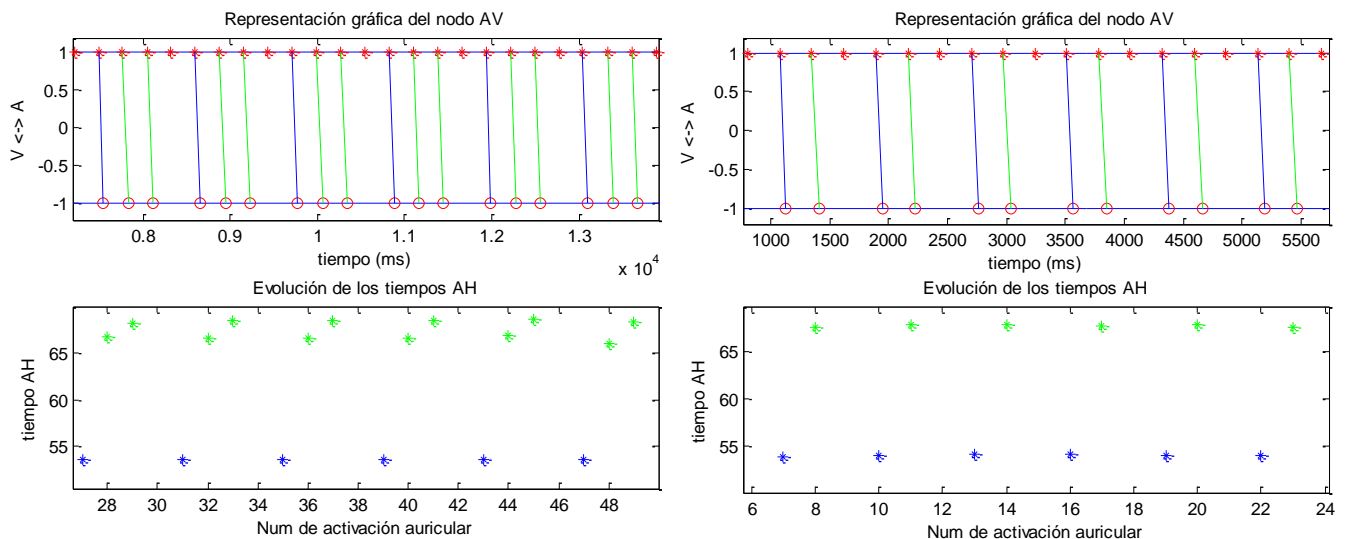 Representación gráfica del nodo AV
1
0.5
0
-0.5
-1
V <-> A
0.8 0.9 1 1.1 1.2 1.3
tiempo (ms)
x 10^4
Representación gráfica del nodo AV
1
0.5
0
-0.5
-1
V <-> A
1000 1500 2000 2500 3000 3500 4000 4500 5000 5500
tiempo (ms)
Evolución de los tiempos AH
65
60
55
tiempo AH
28 30 32 34 36 38 40 42 44 46 48
Num de activación auricular
Evolución de los tiempos AH
65
60
55
tiempo AH
6 8 10 12 14 16 18 20 22 24
Num de activación auricular